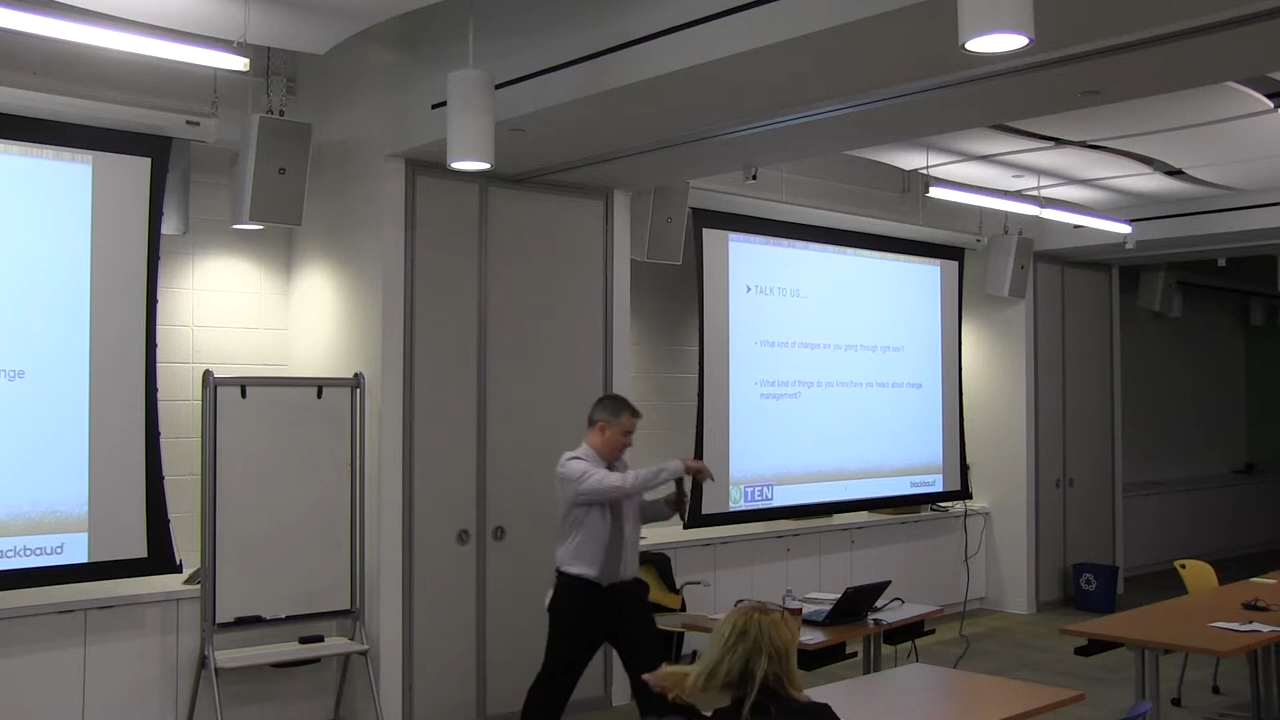 nge
ackbaud
TALK TO US...
• What kind of changes are you going through right now?
• What kind of things do you know/have you heard about change
management?
N TEN
blackbaud